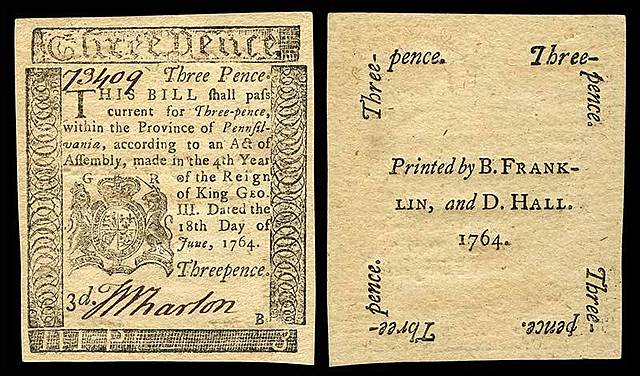 Three Pence.
73409 Three Pence.
THIS BILL ſhall paſs
current for Three-pence,
within the Province of Pennſil-
vania, according to an Act of
Aſſembly, made in the 4th Year
G R of the Reign
of King Geo.
III. Dated the
18th Day of
June, 1764.
Threepence.
3d. Wharton
B
Three-pence.
Three-pence.
Printed by B. FRANK-
LIN, and D. HALL.
1764.
Three-pence.
Three-pence.